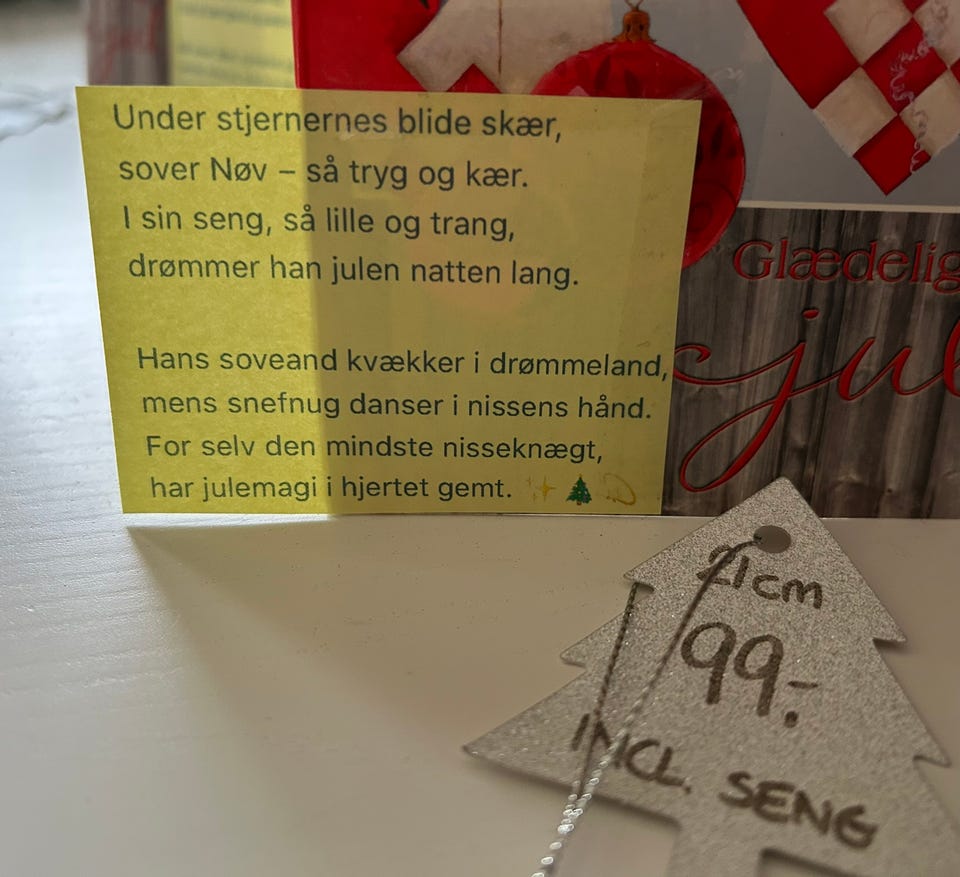 Under stjernernes blide skær,
sover Nøv – så tryg og kær.
I sin seng, så lille og trang,
drømmer han julen natten lang.
Hans soveand kvækker i drømmeland,
mens snefnug danser i nissens hånd.
For selv den mindste nisseknægt,
har julemagi i hjertet gemt.
Glædelig
jul
21cm
99.-
INCL. SENG